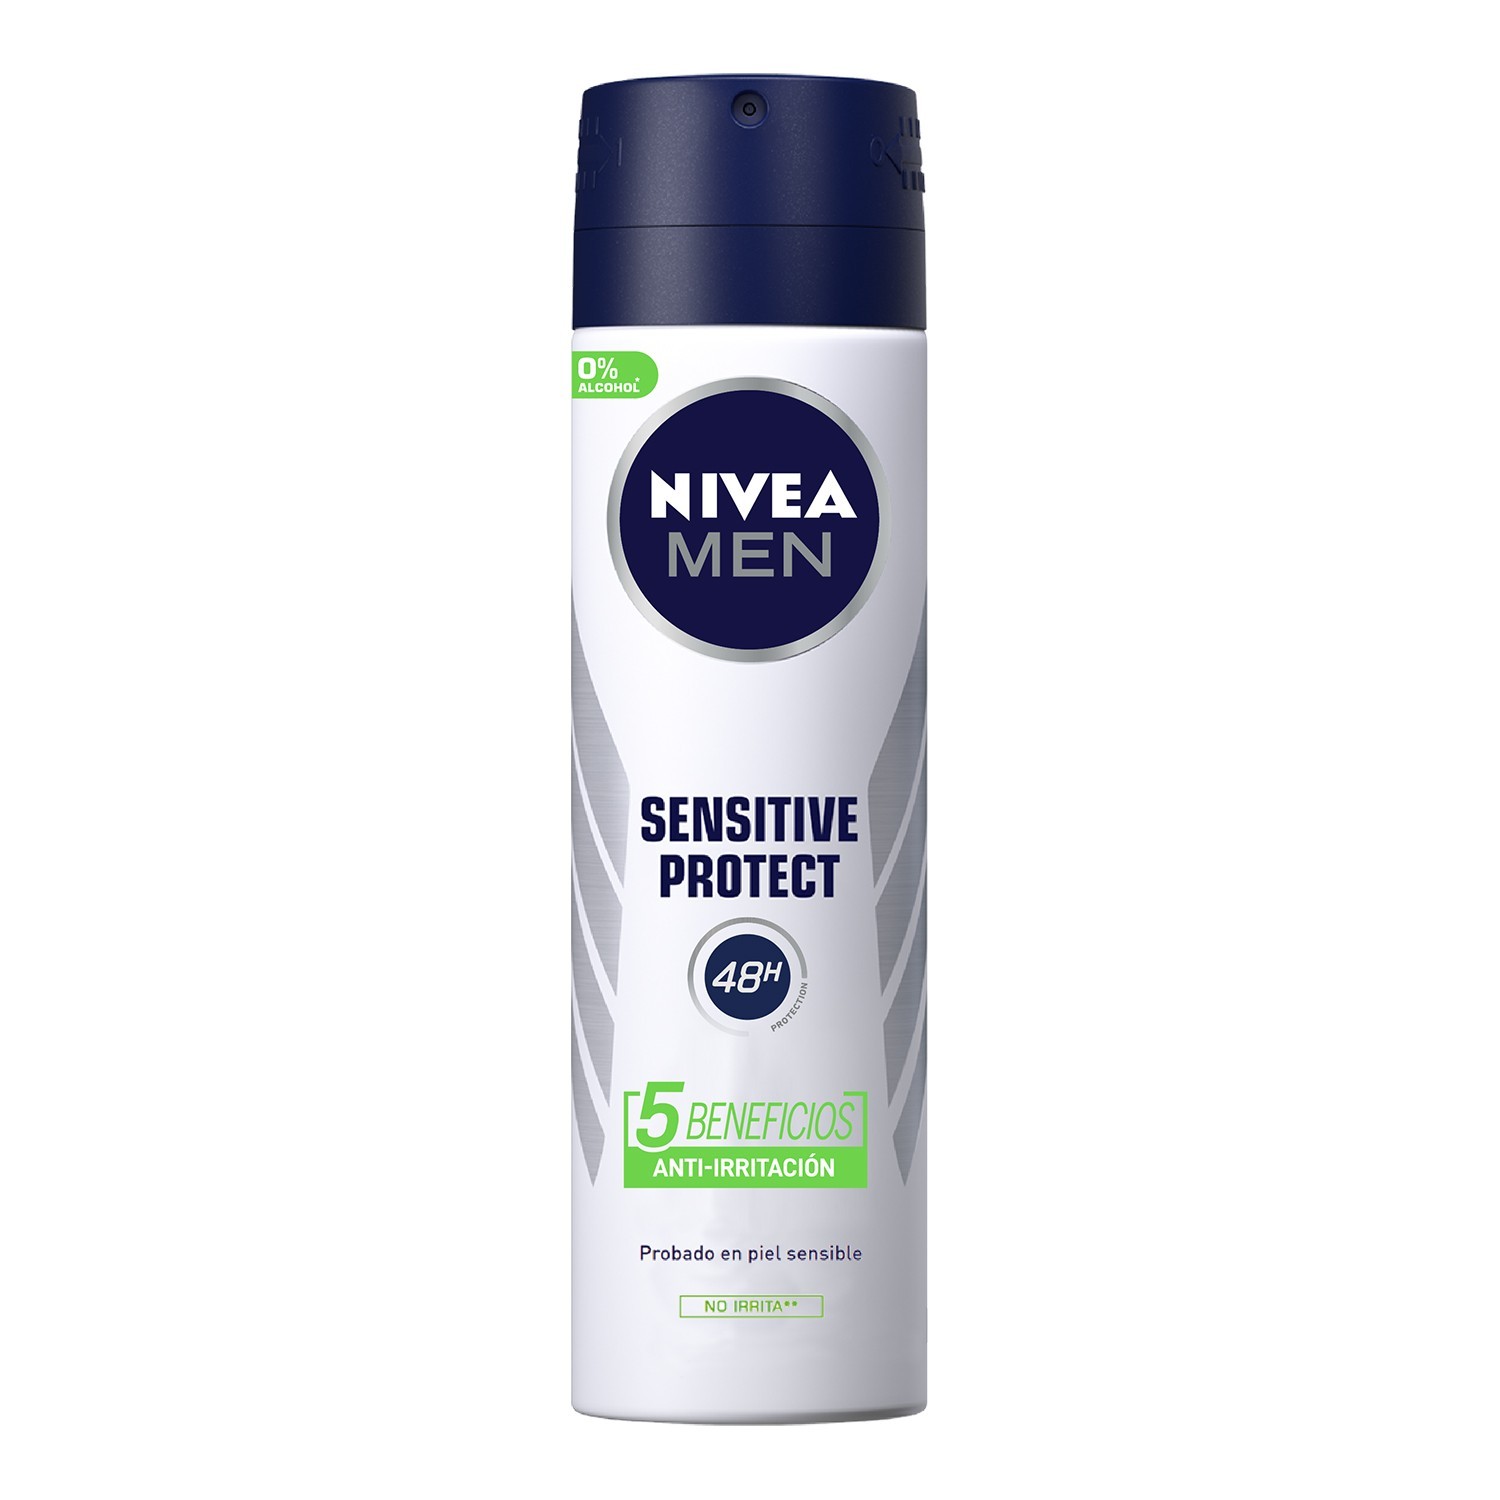 0%
ALCOHOL*
NIVEA
MEN
SENSITIVE
PROTECT
48H
PROTECTION
5 BENEFICIOS
ANTI-IRRITACIÓN
Probado en piel sensible
NO IRRITA**